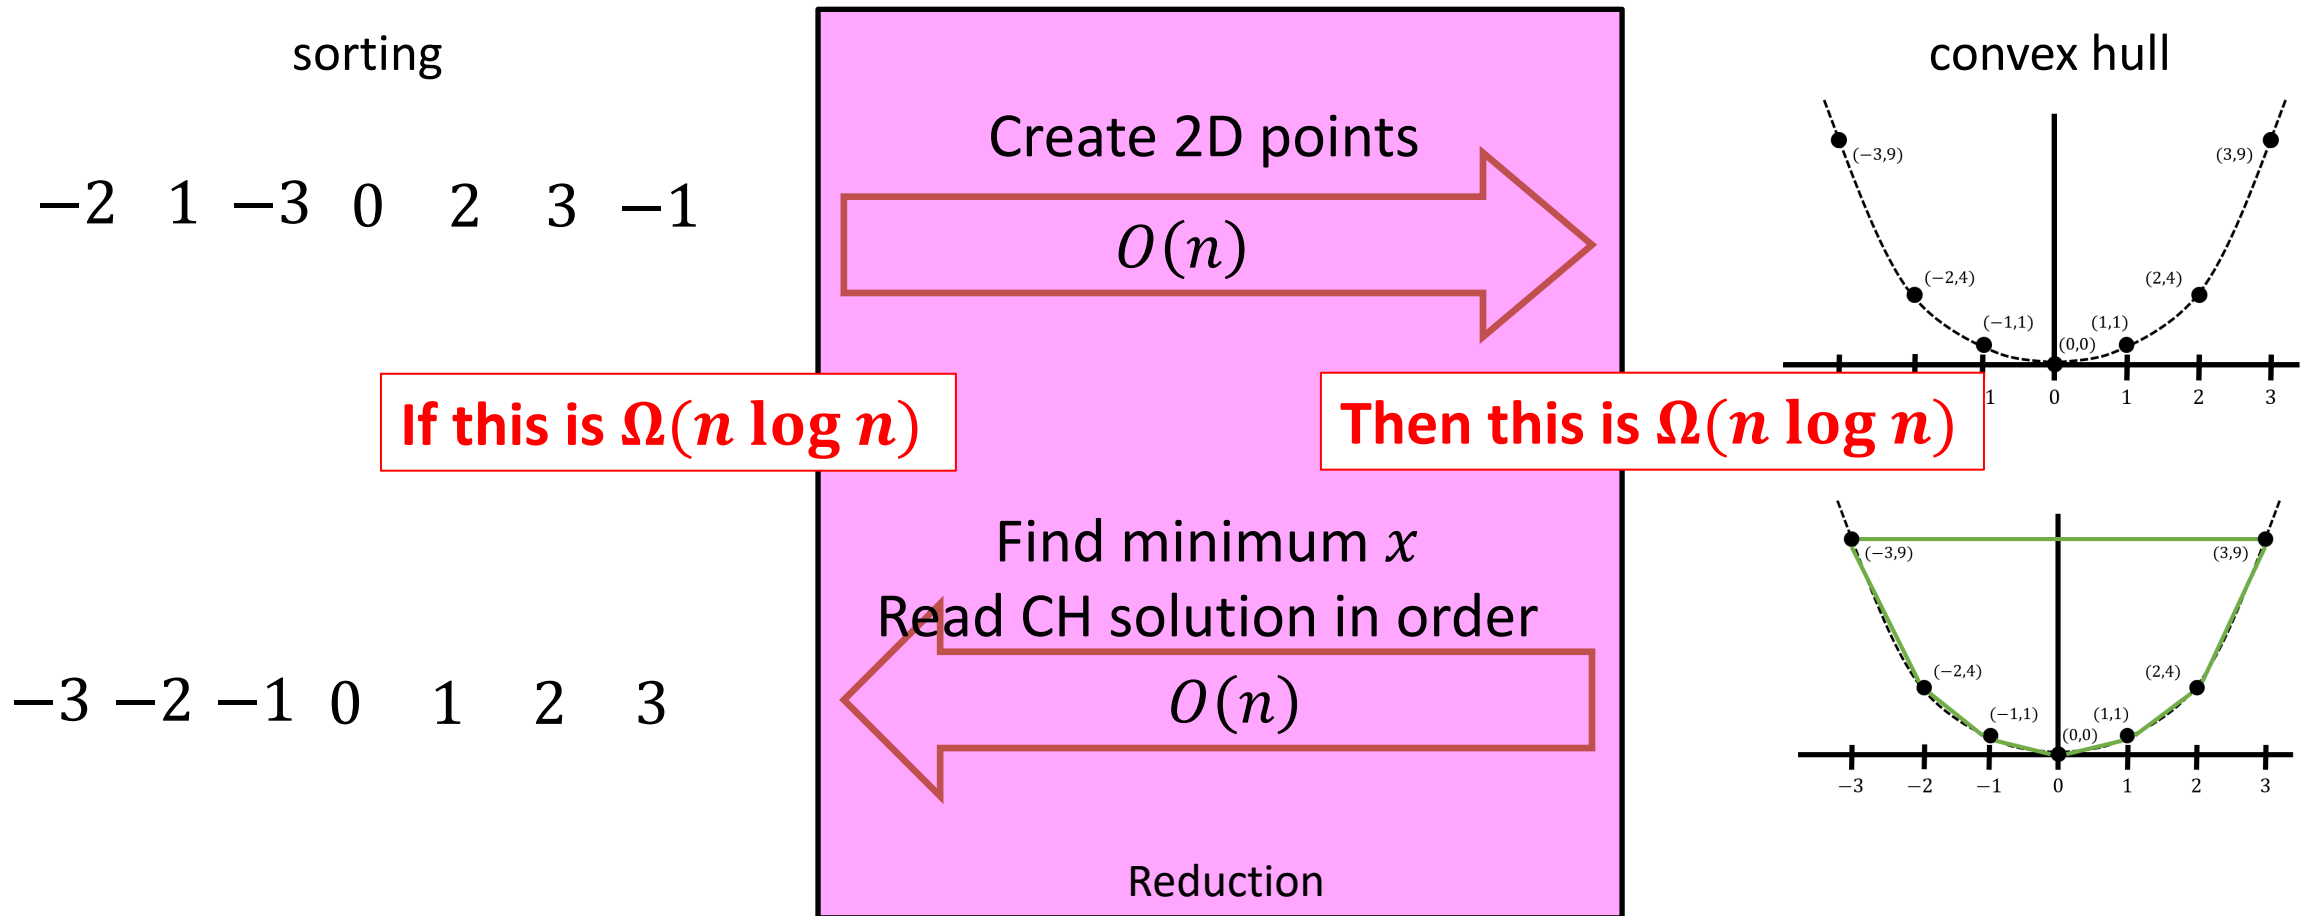 sorting
convex hull
Create 2D points
(−3,9)
(3,9)
−2 1 −3 0 2 3 −1
O(n)
(−2,4)
(2,4)
(−1,1)
(1,1)
(0,0)
1 0 1 2 3
If this is Ω(n log n)
Then this is Ω(n log n)
Find minimum x
Read CH solution in order
(−3,9)
(3,9)
−3 −2 −1 0 1 2 3
O(n)
(−2,4)
(2,4)
(−1,1)
(1,1)
(0,0)
−3 −2 −1 0 1 2 3
Reduction